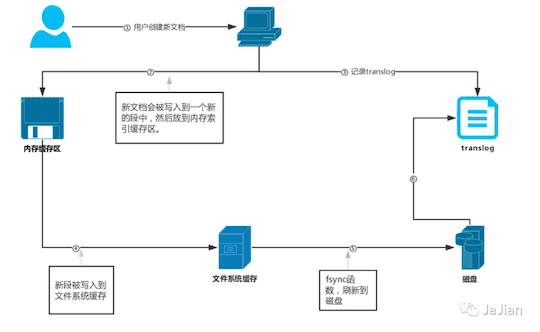 ① 用户创建新文档
②
③ 记录translog
新文档会被写入到一个新
的段中，然后放到内存索
引缓存区。
内存缓存区
translog
⑥
④
⑤
新段被写入到
文件系统缓存
文件系统缓存
fsync函
数，刷新到
磁盘
磁盘
JaJian